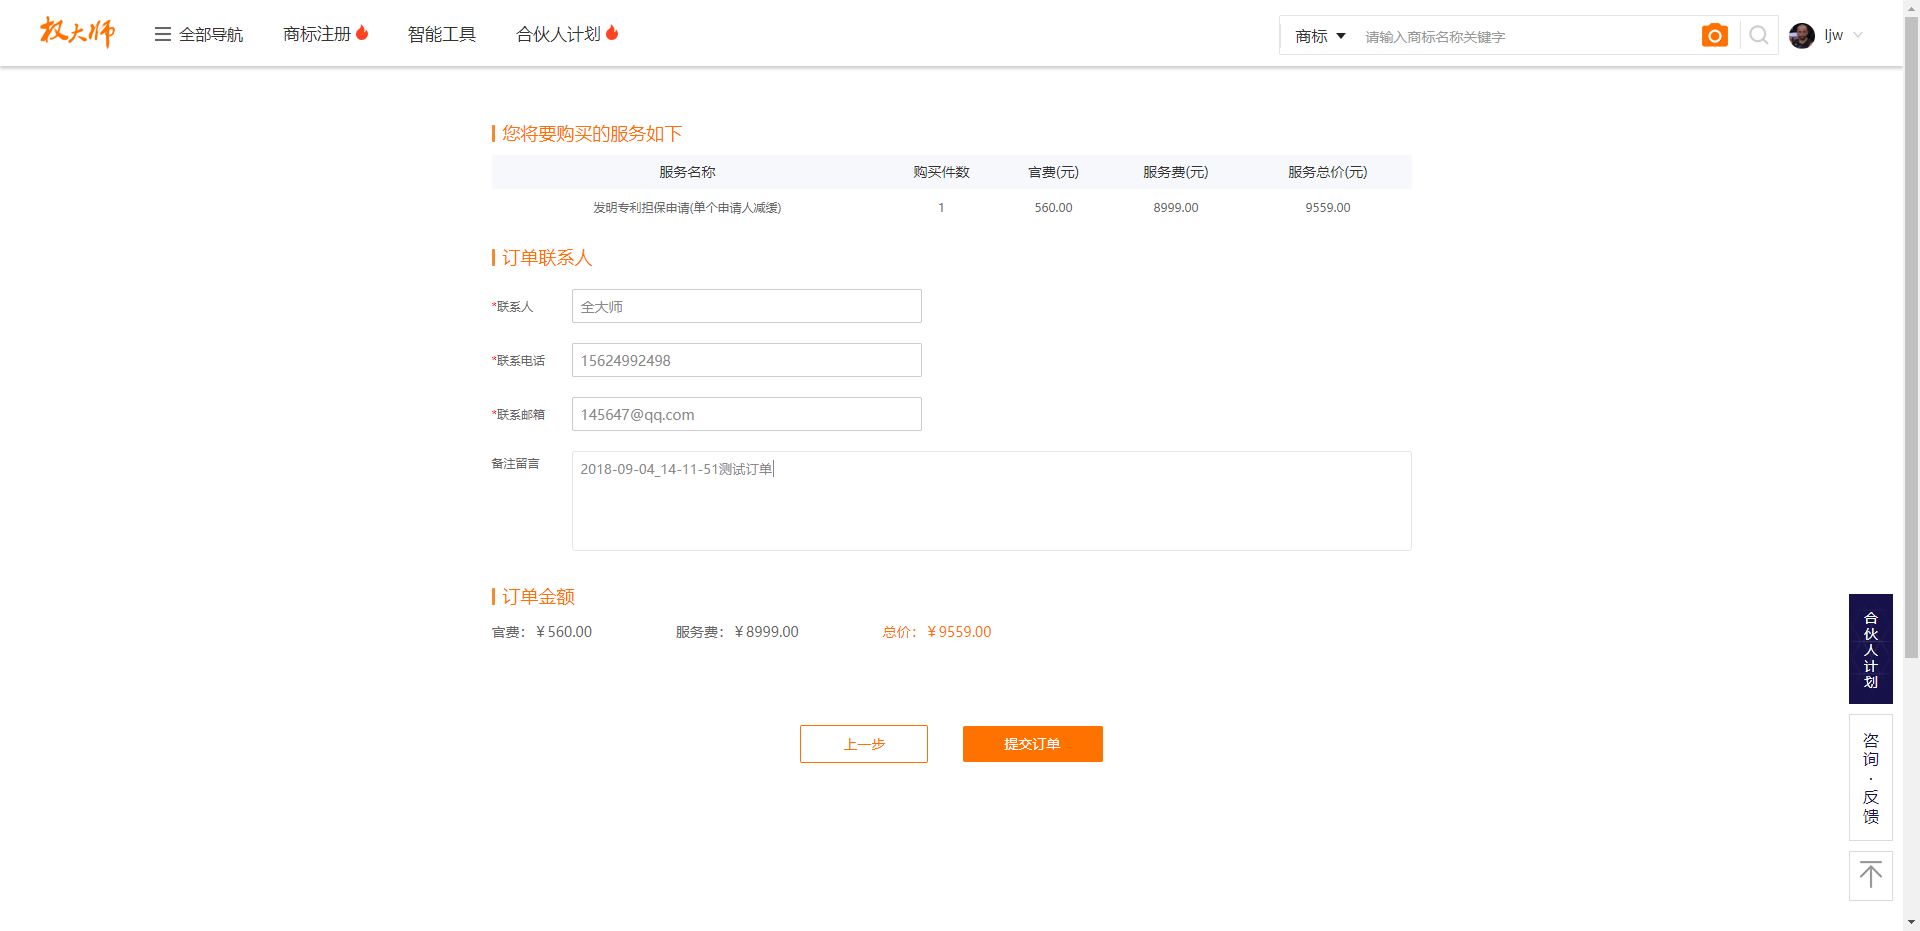 权大师 全部导航 商标注册 智能工具 合伙人计划 商标 请输入商标名称关键字 ljw
您将要购买的服务如下
服务名称 购买件数 官费(元) 服务费(元) 服务总价(元)
发明专利担保申请(单个申请人减缓) 1 560.00 8999.00 9559.00
订单联系人
*联系人 全大师
*联系电话 15624992498
*联系邮箱 145647@qq.com
备注留言 2018-09-04_14-11-51测试订单
订单金额
官费：￥560.00 服务费：￥8999.00 总价：￥9559.00
上一步 提交订单
合伙人计划
咨询·反馈